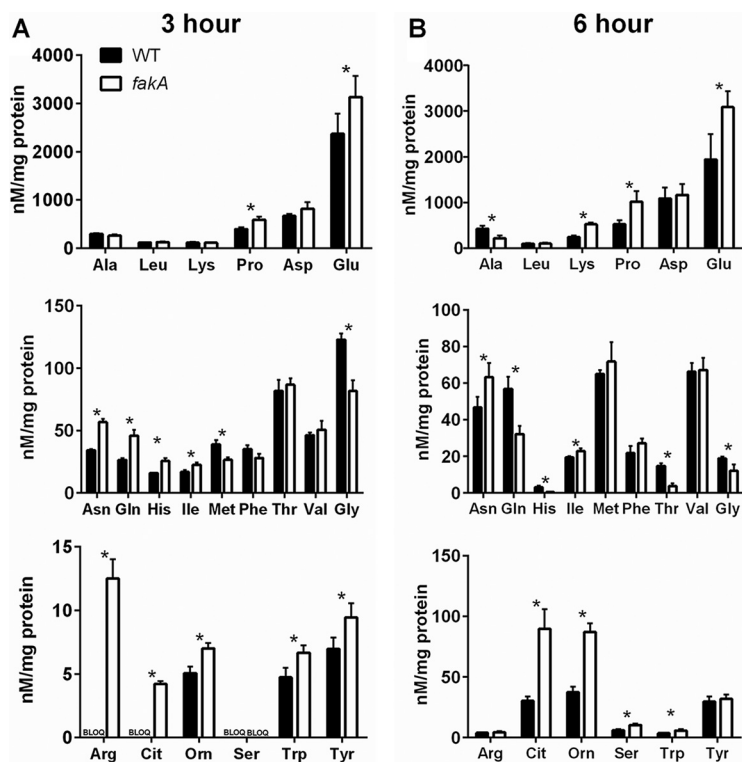 A 3 hour
WT
fakA
nM/mg protein
4000
3000
2000
1000
0
* *
Ala Leu Lys Pro Asp Glu
nM/mg protein
150
100
50
0
* * * * * *
Asn Gln His Ile Met Phe Thr Val Gly
nM/mg protein
15
10
5
0
* * * * *
BLOQ BLOQ BLOQ BLOQ
Arg Cit Orn Ser Trp Tyr
B 6 hour
nM/mg protein
4000
3000
2000
1000
0
* * * *
Ala Leu Lys Pro Asp Glu
nM/mg protein
100
80
60
40
20
0
* * * * * *
Asn Gln His Ile Met Phe Thr Val Gly
nM/mg protein
150
100
50
0
* * * *
Arg Cit Orn Ser Trp Tyr